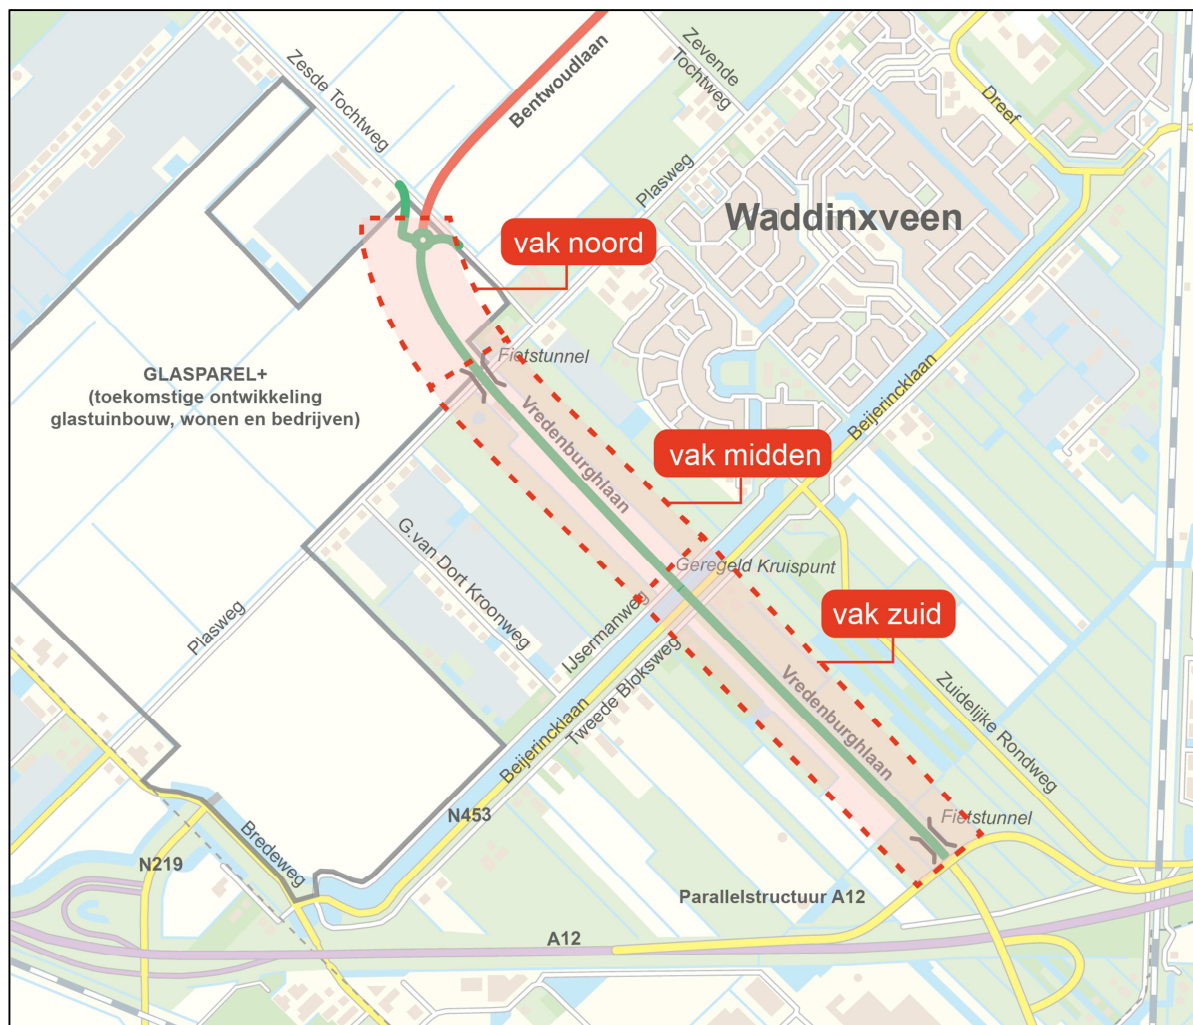 Zesde Tochtweg
Bentwoudlaan
Zevende
Tochtweg
Dreef
Plasweg
Waddinxveen
vak noord
Fietstunnel
GLASPAREL+
(toekomstige ontwikkeling
glastuinbouw, wonen en bedrijven)
Vredenburghlaan
Beijerincklaan
vak midden
G.van Dort Kroonweg
Geregeld Kruispunt
IJsermanweg
vak zuid
Plasweg
Tweede Bloksweg
Beijerincklaan
Vredenburghlaan
Zuidelijke Rondweg
N453
Fietstunnel
Bredeweg
N219
Parallelstructuur A12
A12